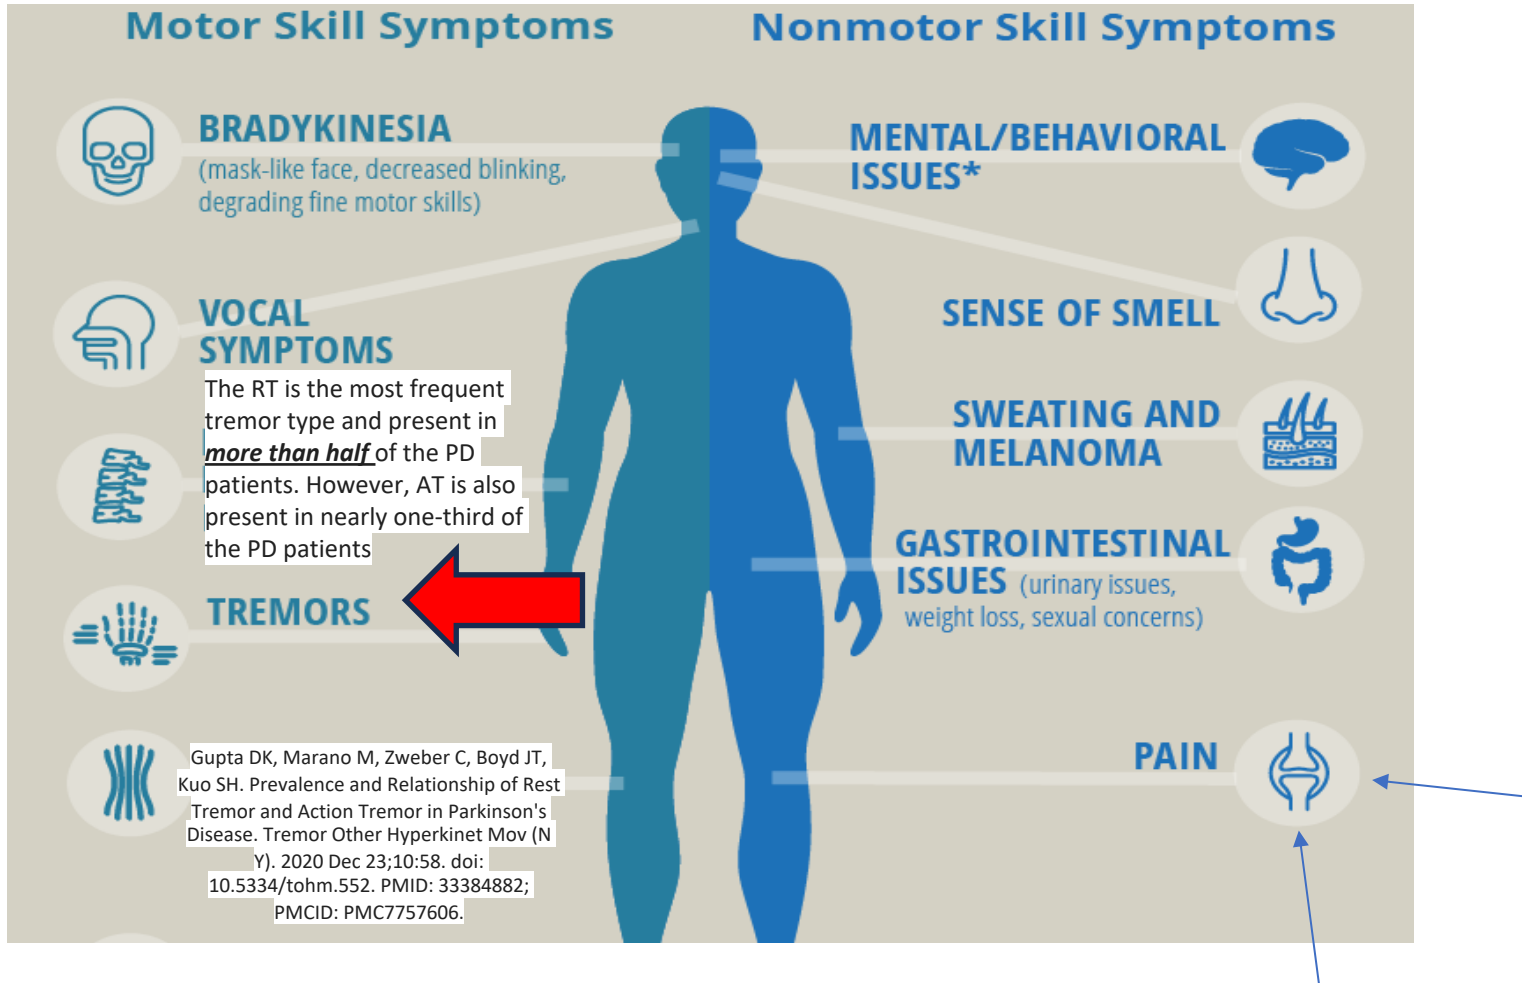 Motor Skill Symptoms
Nonmotor Skill Symptoms
BRADYKINESIA
(mask-like face, decreased blinking,
degrading fine motor skills)
VOCAL
SYMPTOMS
The RT is the most frequent
tremor type and present in
more than half of the PD
patients. However, AT is also
present in nearly one-third of
the PD patients
TREMORS
Gupta DK, Marano M, Zweber C, Boyd JT,
Kuo SH. Prevalence and Relationship of Rest
Tremor and Action Tremor in Parkinson's
Disease. Tremor Other Hyperkinet Mov (N
Y). 2020 Dec 23;10:58. doi:
10.5334/tohm.552. PMID: 33384882;
PMCID: PMC7757606.
MENTAL/BEHAVIORAL
ISSUES*
SENSE OF SMELL
SWEATING AND
MELANOMA
GASTROINTESTINAL
ISSUES (urinary issues,
weight loss, sexual concerns)
PAIN